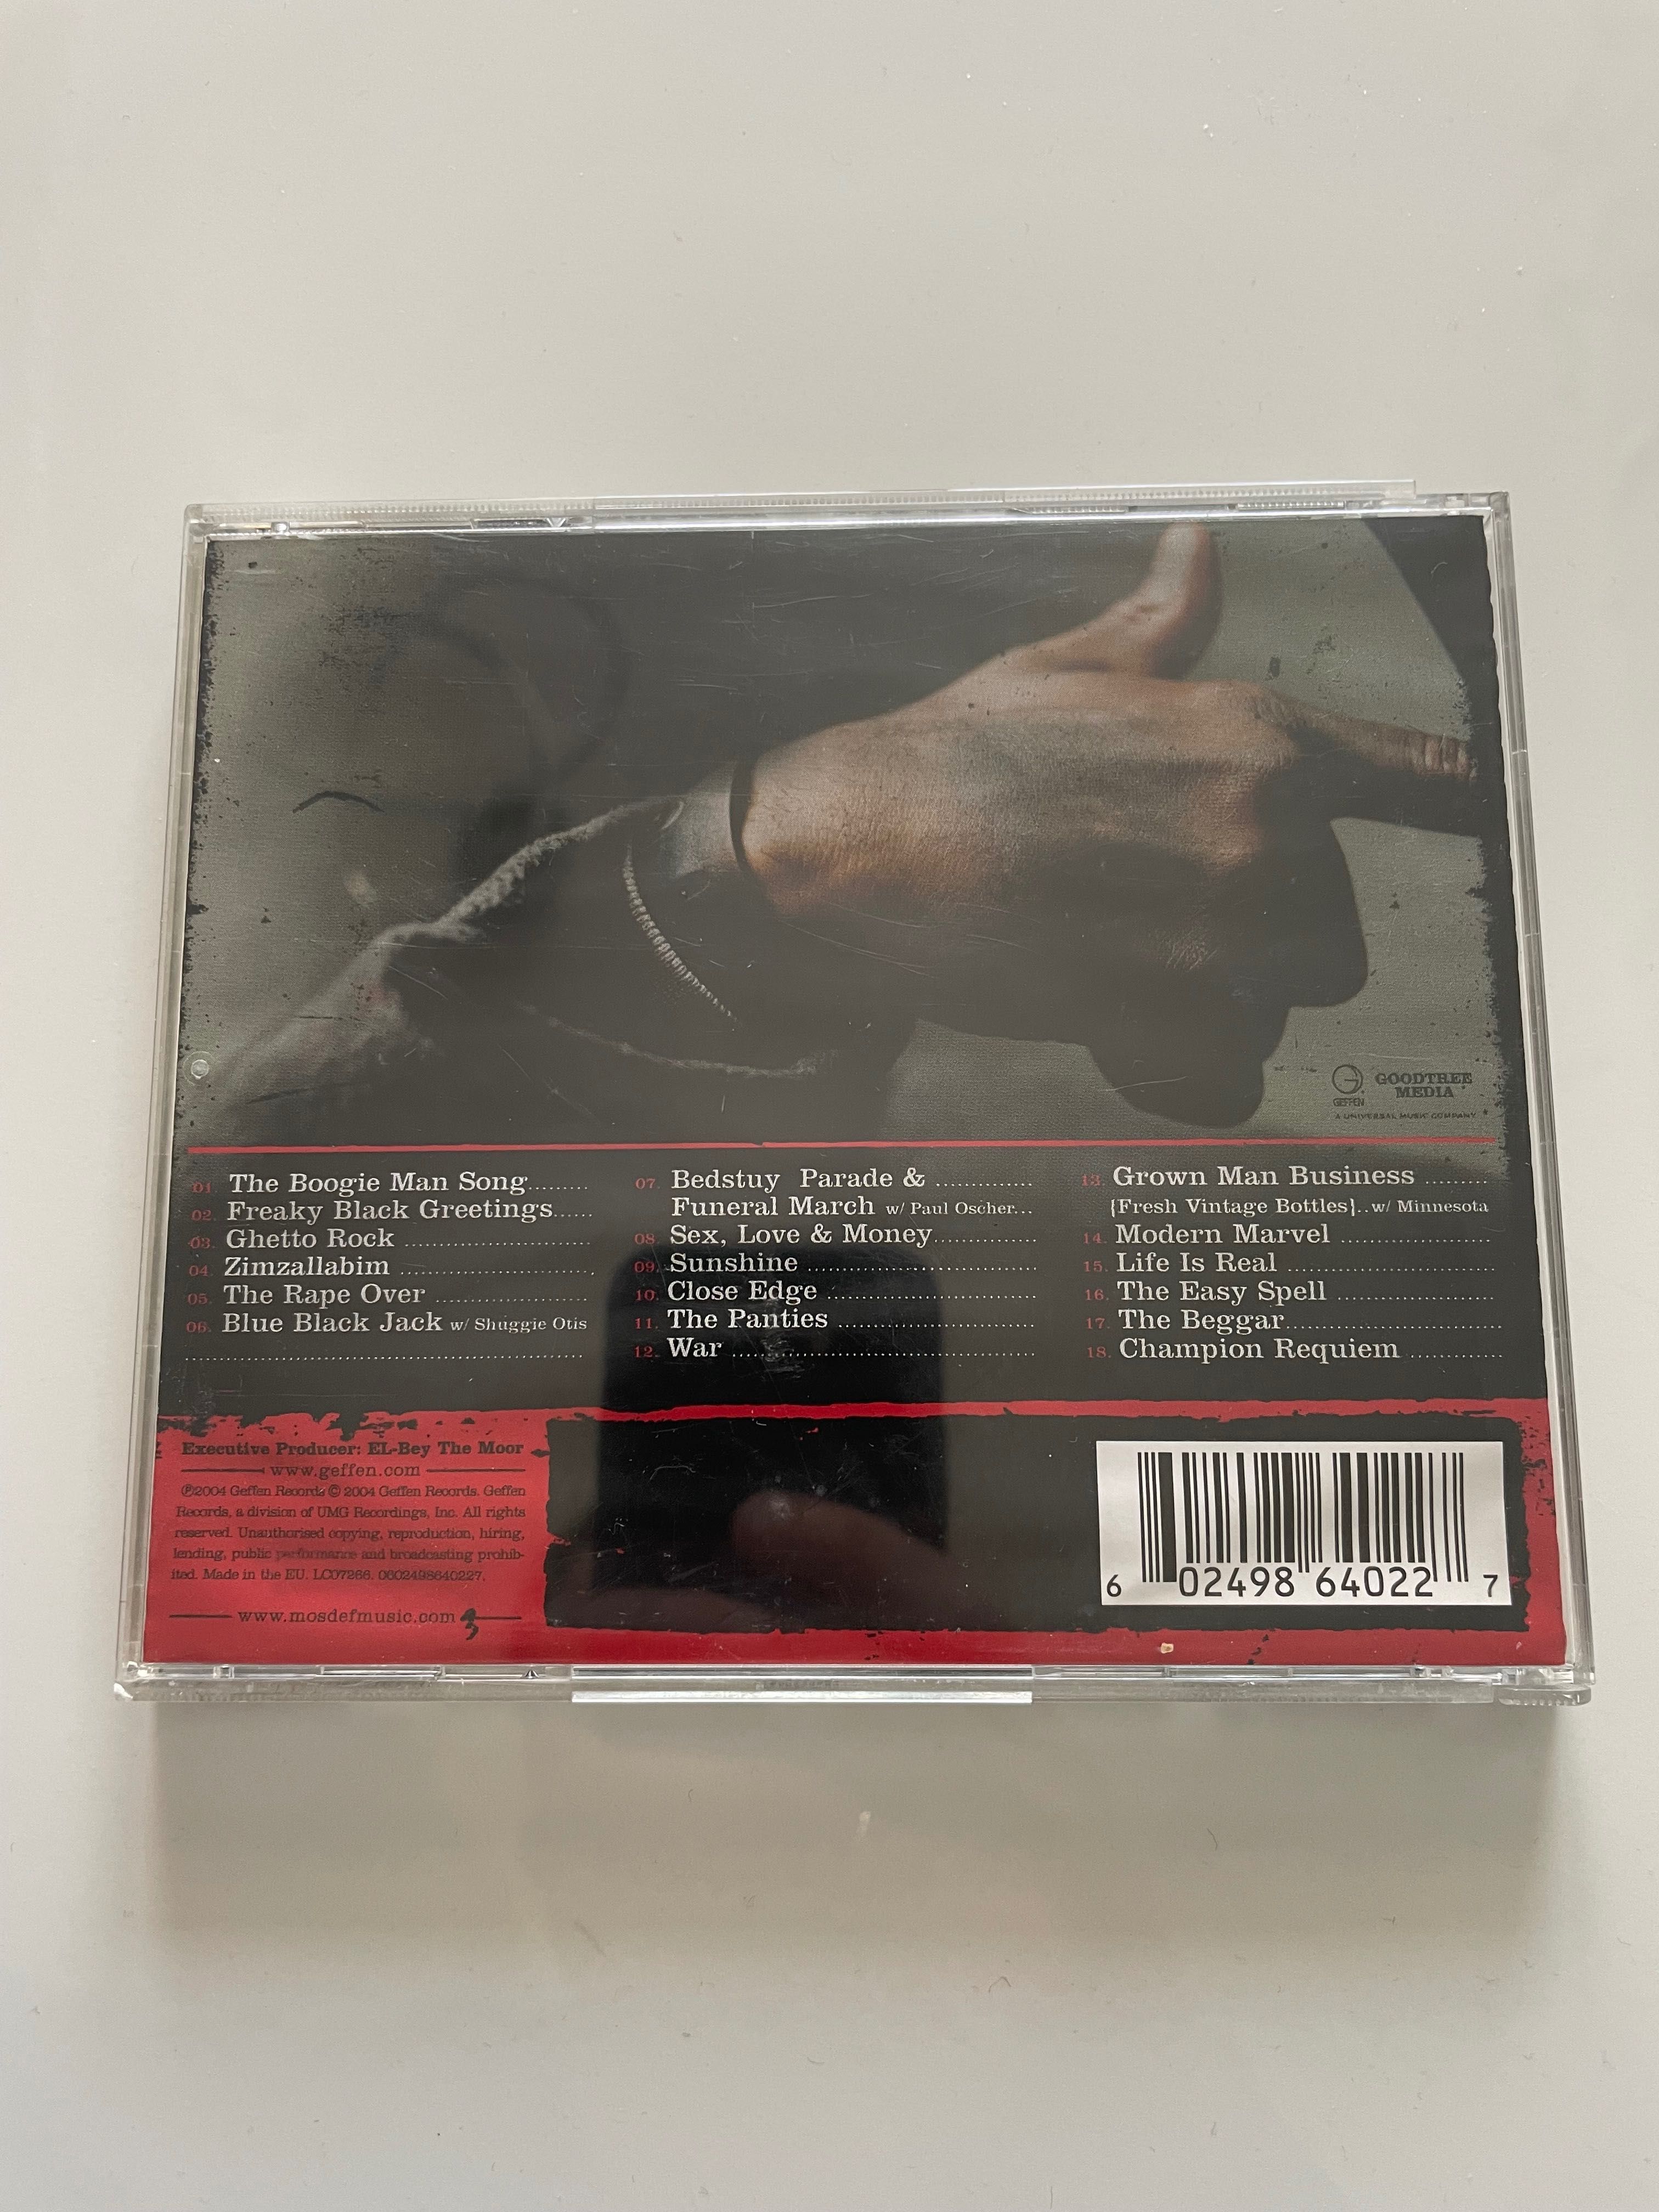 GEFFEN
GOODTREE
MEDIA
A UNIVERSAL MUSIC COMPANY
01. The Boogie Man Song.........
02. Freaky Black Greetings......
03. Ghetto Rock ...........................
04. Zimzallabim ............................
05. The Rape Over ......................
06. Blue Black Jack w/ Shuggie Otis
07. Bedstuy Parade & ..............
Funeral March w/ Paul Oscher...
08. Sex, Love & Money...............
09. Sunshine .................................
10. Close Edge ..............................
11. The Panties ............................
12. War ...........................................
13. Grown Man Business .........
{Fresh Vintage Bottles}..w/ Minnesota
14. Modern Marvel ......................
15. Life Is Real ..............................
16. The Easy Spell .......................
17. The Beggar...............................
18. Champion Requiem .............
Executive Producer: EL-Bey The Moor
www.geffen.com
℗2004 Geffen Records © 2004 Geffen Records. Geffen
Records, a division of UMG Recordings, Inc. All rights
reserved. Unauthorised copying, reproduction, hiring,
lending, public performance and broadcasting prohib-
ited. Made in the EU. LC07266. 0602498640227.
www.mosdefmusic.com
6 02498 64022 7